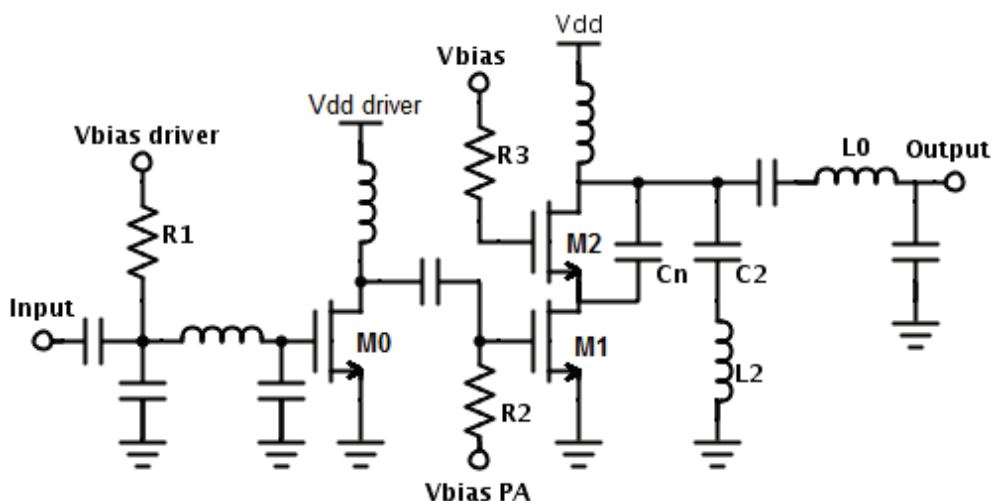 Vdd
Vbias
Vdd driver
Vbias driver
R3
L0
Output
R1
M2
Cn
C2
Input
M0
M1
L2
R2
Vbias PA